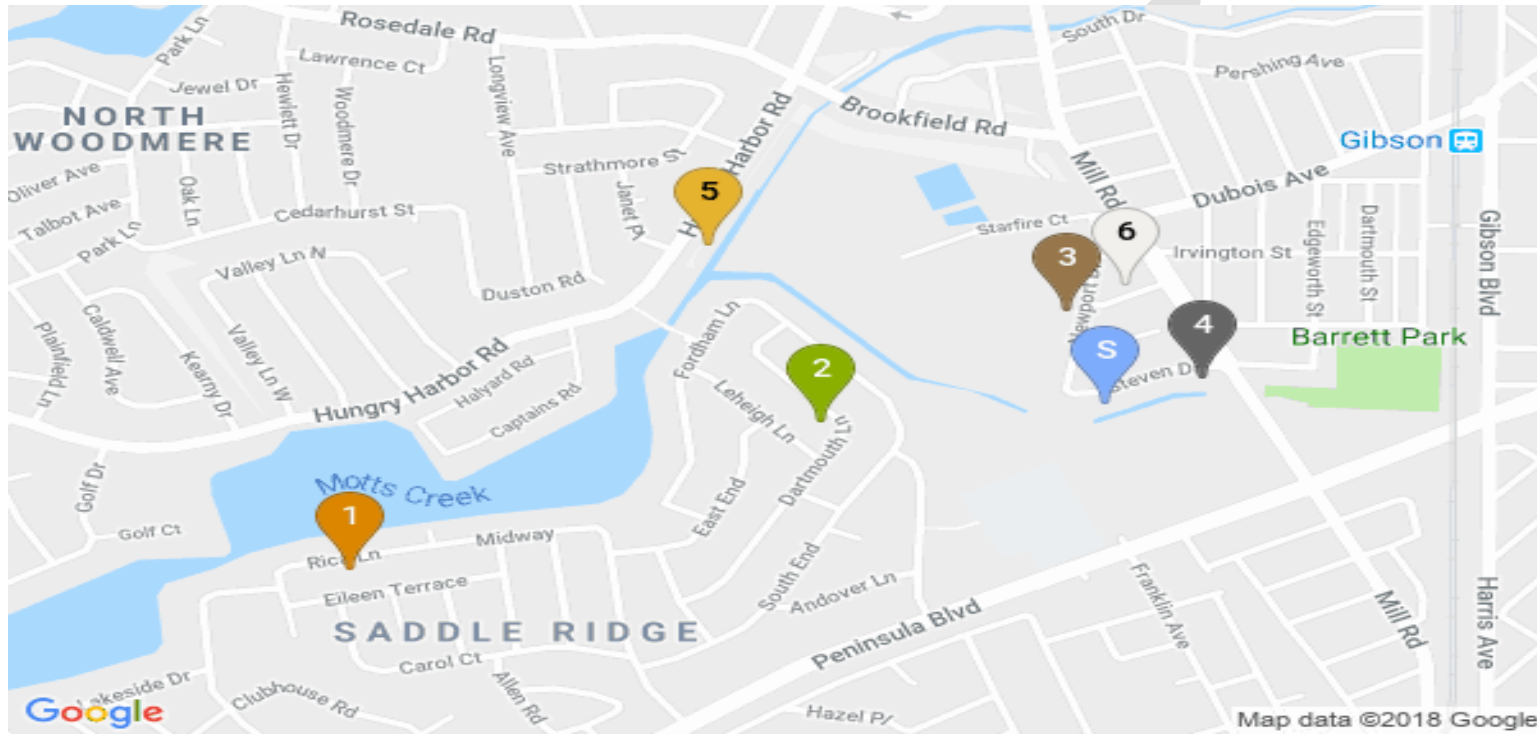 Rosedale Rd
South Dr
Park Ln
Lawrence Ct
Longview Ave
Pershing Ave
Jewel Dr
Hewlett Dr
Woodmere Dr
Harbor Rd
Brookfield Rd
NORTH
WOODMERE
Gibson
Mill Rd
Strathmore St
Oliver Ave
Oak Ln
Janet Pl
5
Dubois Ave
Talbot Ave
Cedarhurst St
Starfire Ct
6
Edgeworth St
Dartmouth St
Gibson Blvd
Park Ln
Valley Ln N
3
Irvington St
Duston Rd
Newport D
Plainfield Ln
Caldwell Ave
Kearny Dr
Valley Ln W
Fordham Ln
4
Barrett Park
S
Hungry Harbor Rd
Halyard Rd
2
Steven D
Captains Rd
Leheigh Ln
Dartmouth Ln
Golf Dr
Motts Creek
East End
1
Golf Ct
Midway
Rica Ln
South End
Eileen Terrace
Andover Ln
Franklin Ave
Harris Ave
SADDLE RIDGE
Peninsula Blvd
Mill Rd
Carol Ct
Allen Rd
Lakeside Dr
Clubhouse Rd
Google
Hazel Pl
Map data ©2018 Google